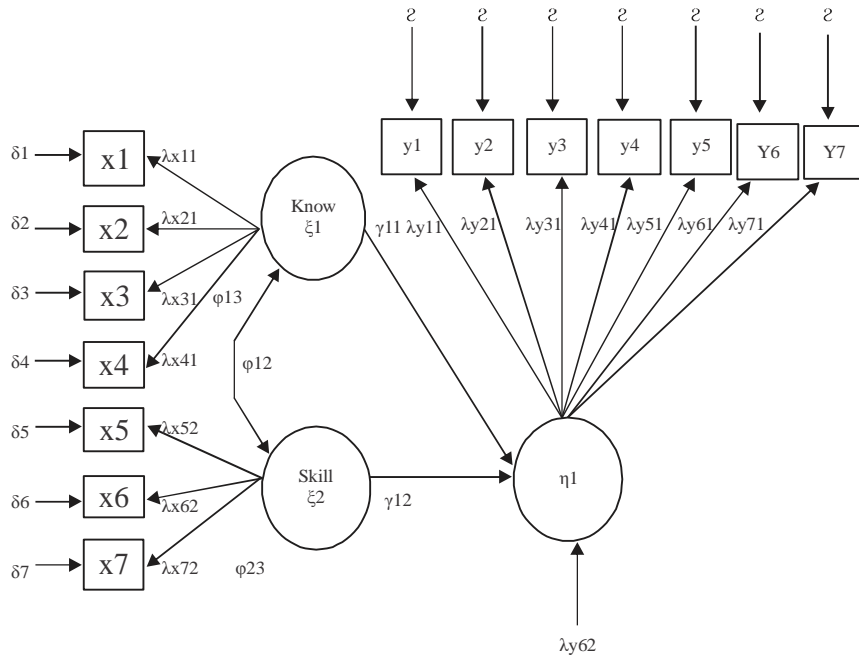 Ƨ Ƨ Ƨ Ƨ Ƨ Ƨ Ƨ
y1 y2 y3 y4 y5 Y6 Y7
δ1 x1 λx11
δ2 x2 λx21
δ3 x3 λx31 φ13
δ4 x4 λx41
Know
ξ1
γ11 λy11 λy21 λy31 λy41 λy51 λy61 λy71
φ12
δ5 x5 λx52
δ6 x6 λx62
δ7 x7 λx72 φ23
Skill
ξ2
γ12
η1
λy62